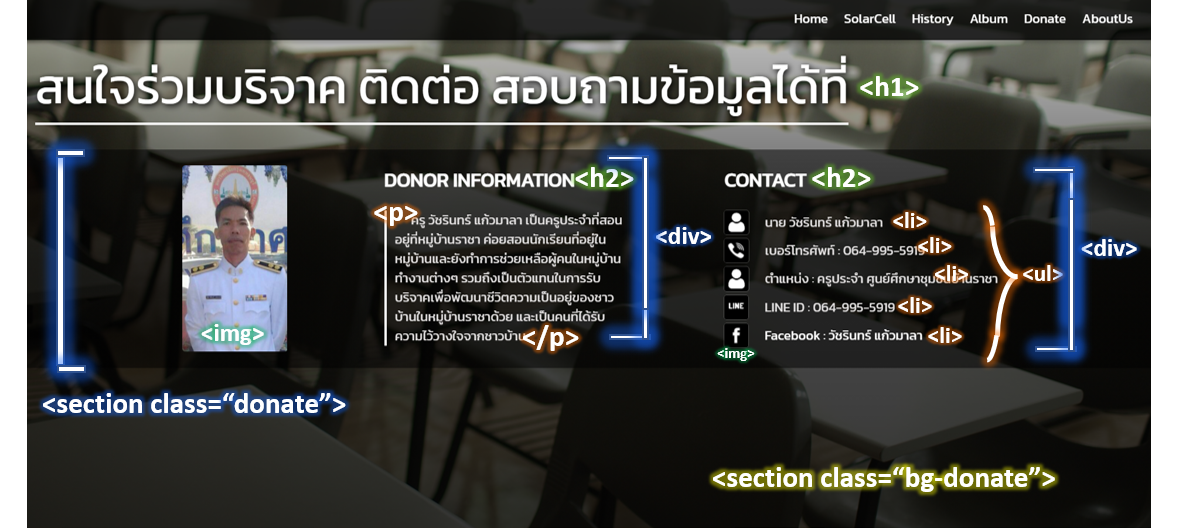 Home SolarCell History Album Donate AboutUs
สนใจร่วมบริจาค ติดต่อ สอบถามข้อมูลได้ที่ <h1>
DONOR INFORMATION<h2>
<p> ครู วัชรินทร์ แก้วมาลา เป็นครูประจำที่สอน
อยู่ที่หมู่บ้านราชา ค่อยสอนนักเรียนที่อยู่ใน
หมู่บ้านและยังทำการช่วยเหลือผู้คนในหมู่บ้าน
ทำงานต่างๆ รวมถึงเป็นตัวแทนในการรับ
บริจาคเพื่อพัฒนาชีวิตความเป็นอยู่ของชาว
บ้านในหมู่บ้านราชาด้วย และเป็นคนที่ได้รับ
ความไว้วางใจจากชาวบ้าน</p>
<div>
<img>
CONTACT <h2>
นาย วัชรินทร์ แก้วมาลา <li>
เบอร์โทรศัพท์ : 064-995-5919 <li>
ตำแหน่ง : ครูประจำ ศูนย์ศึกษาชุมชนบ้านราชา <li>
LINE LINE ID : 064-995-5919 <li>
f Facebook : วัชรินทร์ แก้วมาลา <li>
<img>
<ul>
<div>
<section class=“donate”>
<section class=“bg-donate”>